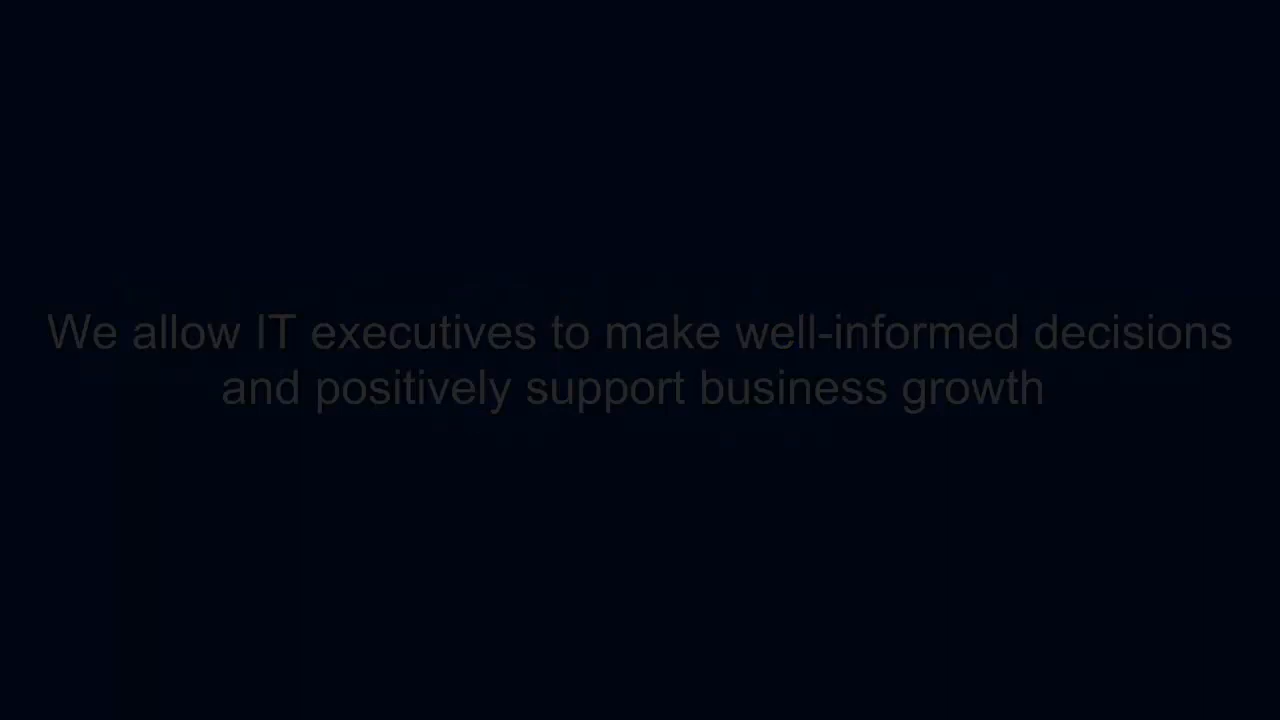 We allow IT executives to make well-informed decisions
and positively support business growth